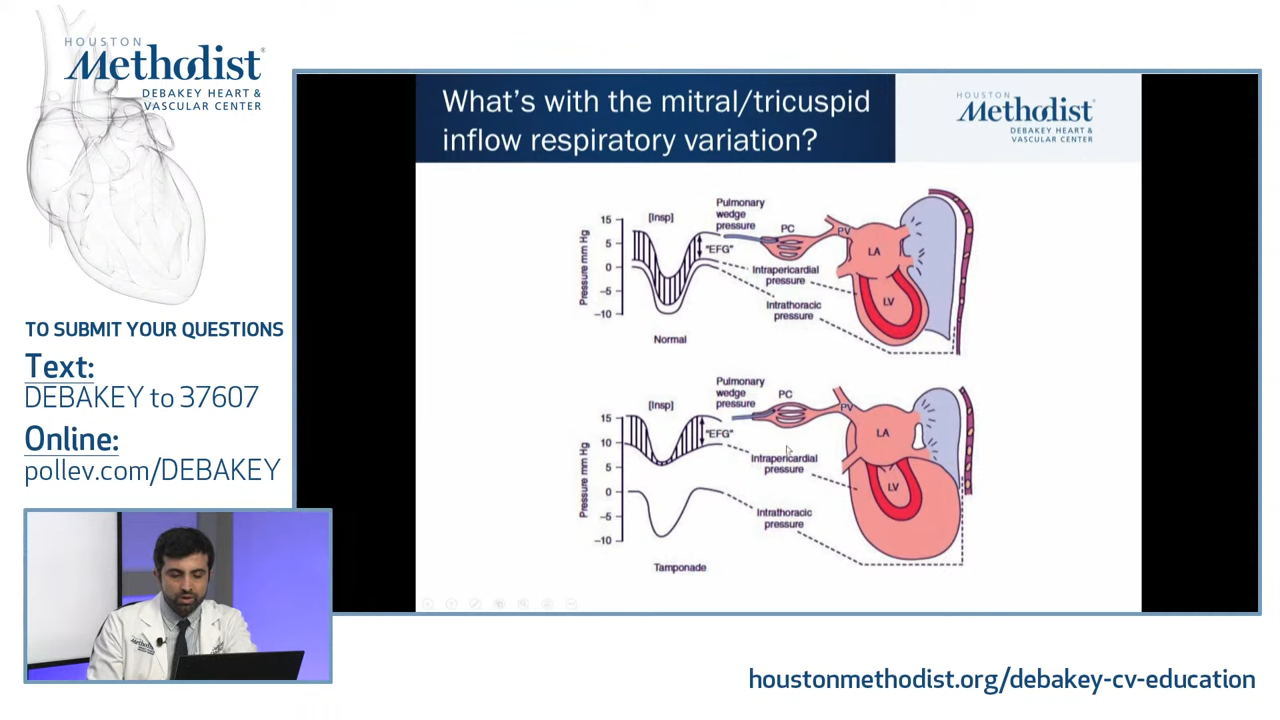 HOUSTON
Methodist
DEBAKEY HEART &
VASCULAR CENTER
TO SUBMIT YOUR QUESTIONS
Text:
DEBAKEY to 37607
Online:
pollev.com/DEBAKEY
What's with the mitral/tricuspid
inflow respiratory variation?
HOUSTON
Methodist
DEBAKEY HEART &
VASCULAR CENTER
Pressure mm Hg
15
5
0
−5
−10
[Insp]
Pulmonary
wedge
pressure
"EFG"
PC
PV
LA
LV
Intrapericardial
pressure
Intrathoracic
pressure
Normal
Pressure mm Hg
15
10
5
0
−5
−10
[Insp]
Pulmonary
wedge
pressure
"EFG"
PC
PV
LA
LV
Intrapericardial
pressure
Intrathoracic
pressure
Tamponade
houstonmethodist.org/debakey-cv-education